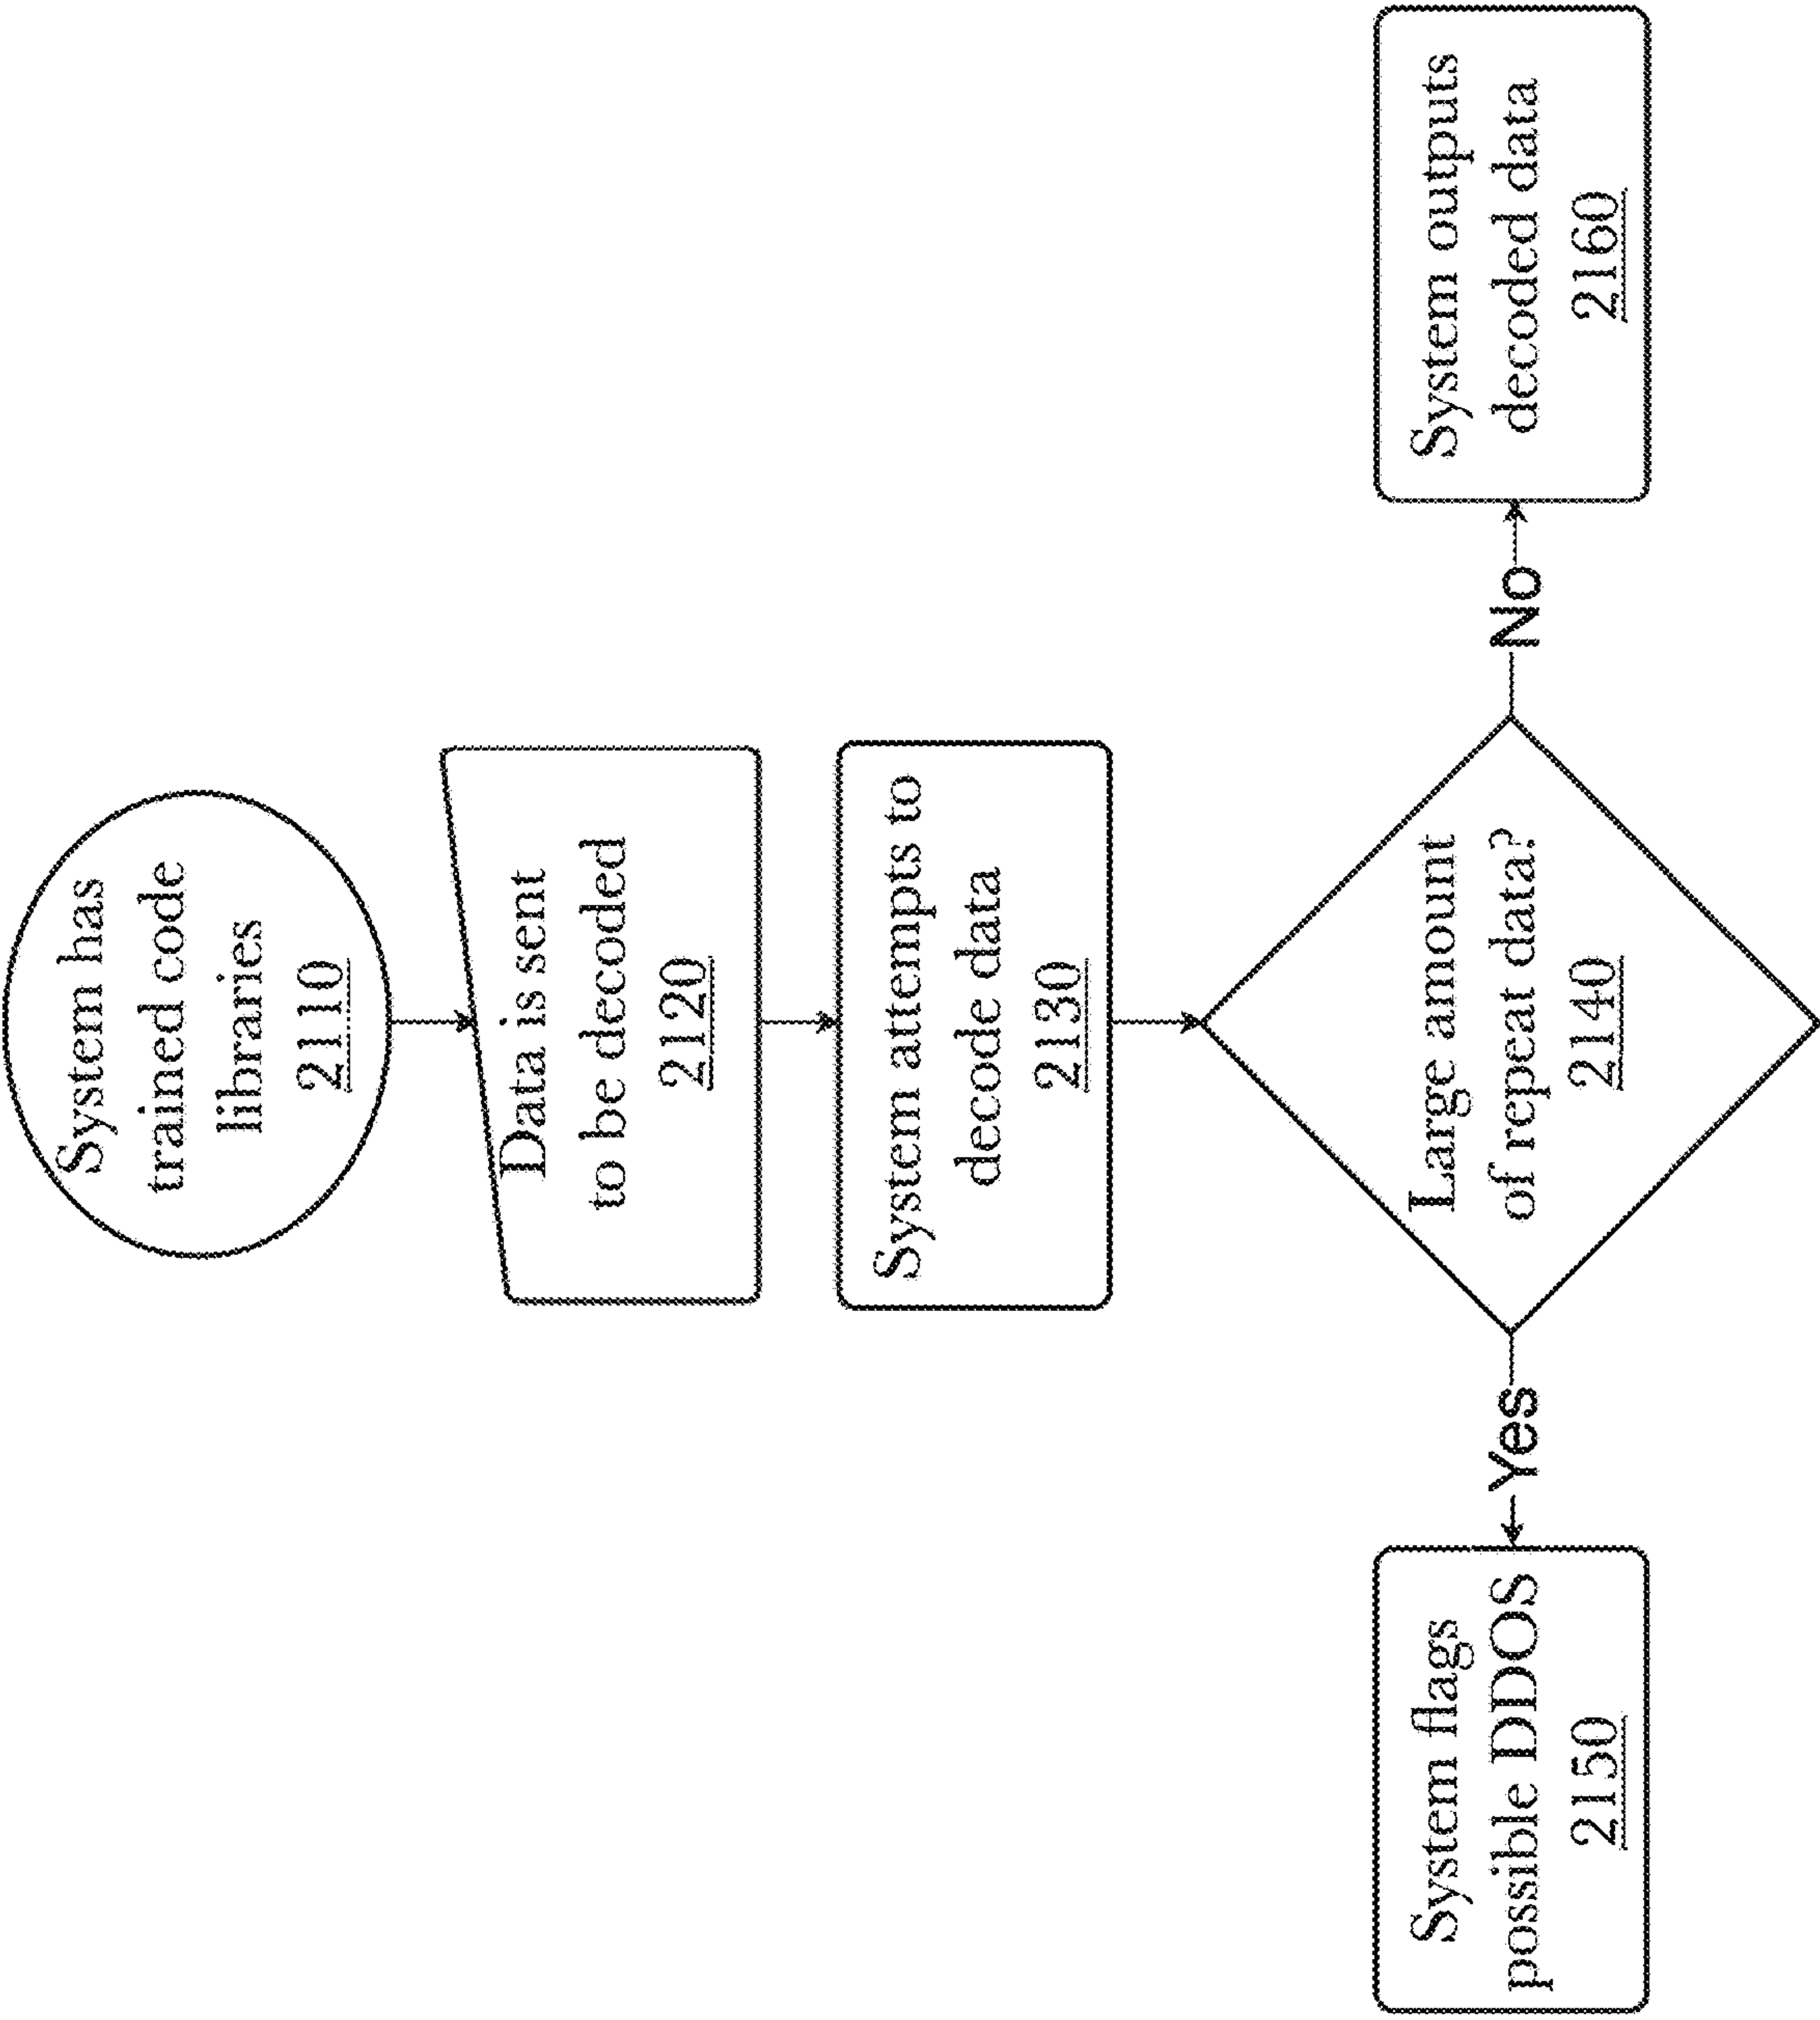 System has
trained code
libraries
2110
Data is sent
to be decoded
2120
System attempts to
decode data
2130
Large amount
of repeat data?
2140
Yes
No
System flags
possible DDOS
2150
System outputs
decoded data
2160